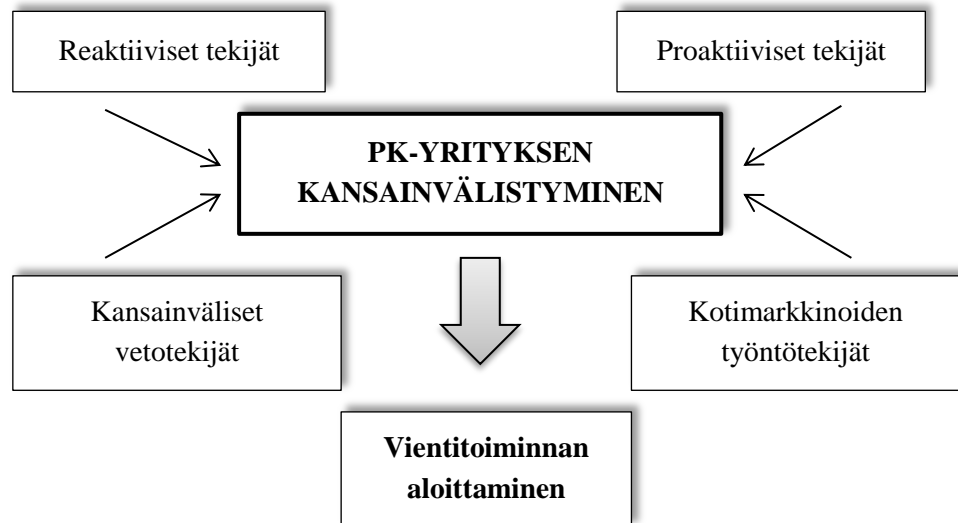 Reaktiiviset tekijät
Proaktiiviset tekijät
PK-YRITYKSEN
KANSAINVÄLISTYMINEN
Kansainväliset
vetotekijät
Kotimarkkinoiden
työntötekijät
Vientitoiminnan
aloittaminen